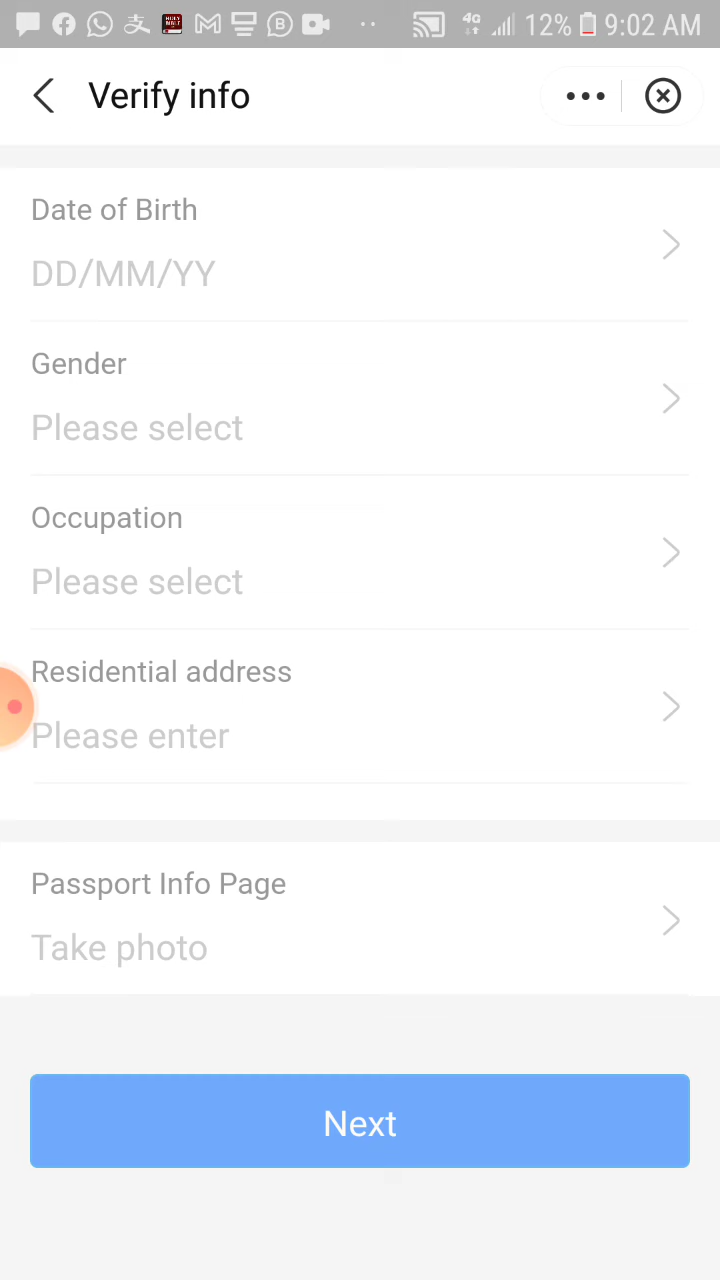 4G 12% 9:02 AM
Verify info
Date of Birth
DD/MM/YY
Gender
Please select
Occupation
Please select
Residential address
Please enter
Passport Info Page
Take photo
Next